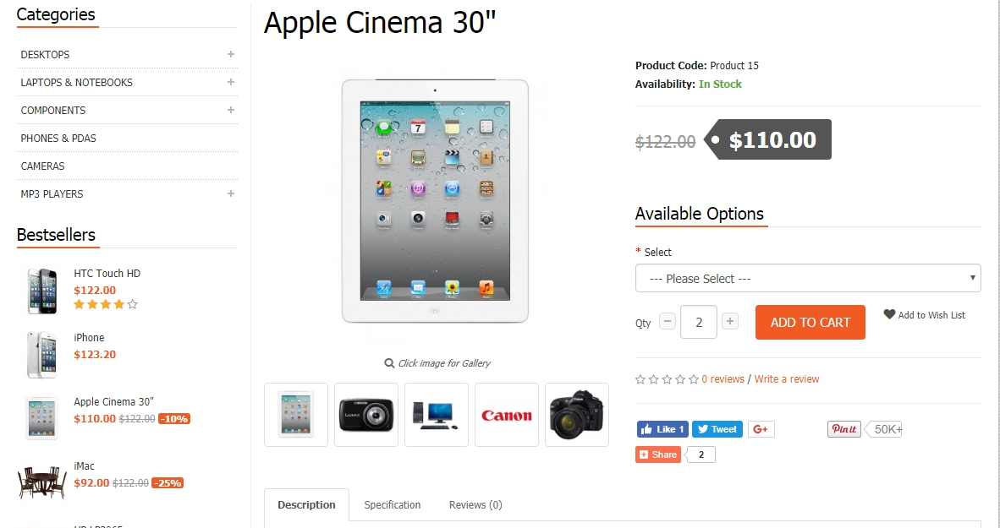 Categories
DESKTOPS +
LAPTOPS & NOTEBOOKS +
COMPONENTS +
PHONES & PDAS
CAMERAS
MP3 PLAYERS +
Bestsellers
HTC Touch HD
$122.00
iPhone
$123.20
Apple Cinema 30"
$110.00 $122.00 -10%
iMac
$92.00 $122.00 -25%
Apple Cinema 30"
7
Click image for Gallery
LUMIX
Canon
Product Code: Product 15
Availability: In Stock
$122.00 $110.00
Available Options
* Select
--- Please Select ---
Qty − 2 + ADD TO CART Add to Wish List
0 reviews / Write a review
Like 1 Tweet G+ Pin it 50K+
Share 2
Description Specification Reviews (0)